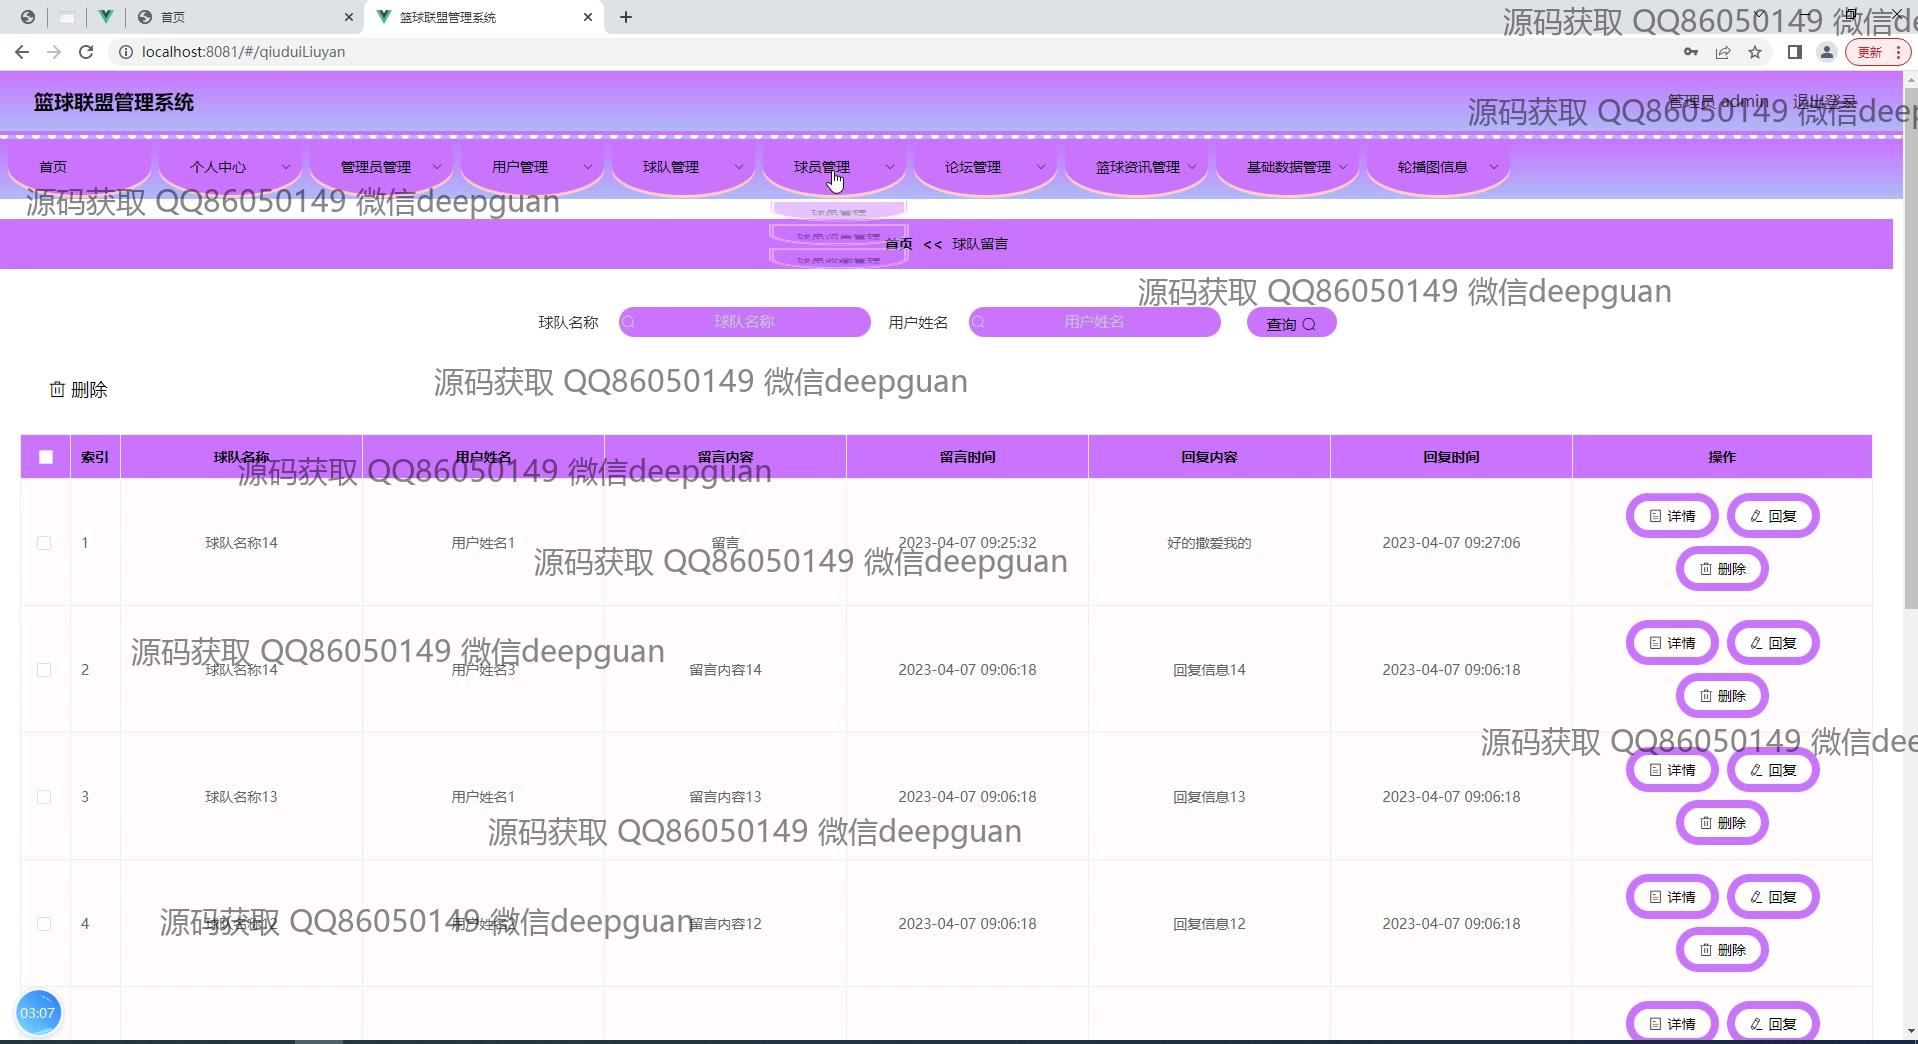 首页
篮球联盟管理系统
localhost:8081/#/qiuduiLiuyan
更新
源码获取 QQ86050149 微信de
篮球联盟管理系统
管理员 admin 退出登录
源码获取 QQ86050149 微信deep
首页 个人中心 管理员管理 用户管理 球队管理 球员管理 论坛管理 篮球资讯管理 基础数据管理 轮播图信息
源码获取 QQ86050149 微信deepguan
球员管理
球员留言管理
球员收藏管理
首页 << 球队留言
源码获取 QQ86050149 微信deepguan
球队名称 球队名称 用户姓名 用户姓名 查询
源码获取 QQ86050149 微信deepguan
删除
索引 球队名称 用户姓名 留言内容 留言时间 回复内容 回复时间 操作
源码获取 QQ86050149 微信deepguan
1 球队名称14 用户姓名1 留言 2023-04-07 09:25:32 好的撒爱我的 2023-04-07 09:27:06 详情 回复
删除
源码获取 QQ86050149 微信deepguan
2 球队名称14 用户姓名3 留言内容14 2023-04-07 09:06:18 回复信息14 2023-04-07 09:06:18 详情 回复
删除
源码获取 QQ86050149 微信deepguan
源码获取 QQ86050149 微信dee
3 球队名称13 用户姓名1 留言内容13 2023-04-07 09:06:18 回复信息13 2023-04-07 09:06:18 详情 回复
删除
源码获取 QQ86050149 微信deepguan
4 球队名称12 用户姓名2 留言内容12 2023-04-07 09:06:18 回复信息12 2023-04-07 09:06:18 详情 回复
删除
源码获取 QQ86050149 微信deepguan
详情 回复
03:07